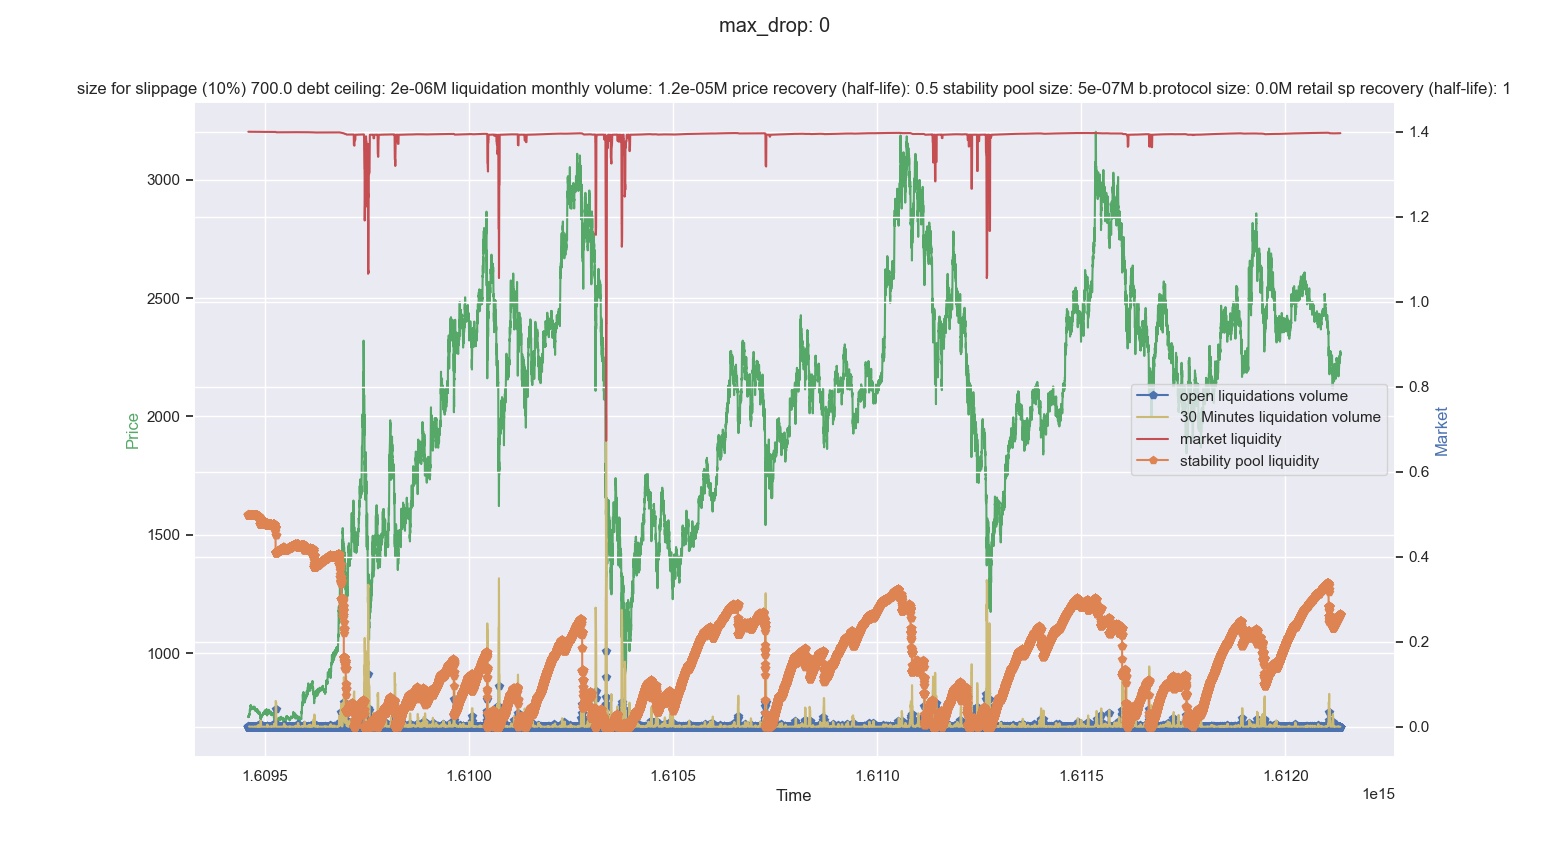 max_drop: 0
size for slippage (10%) 700.0 debt ceiling: 2e-06M liquidation monthly volume: 1.2e-05M price recovery (half-life): 0.5 stability pool size: 5e-07M b.protocol size: 0.0M retail sp recovery (half-life): 1
3000
2500
2000
1500
1000
Price
1.4
1.2
1.0
0.8
0.6
0.4
0.2
0.0
Market
open liquidations volume
30 Minutes liquidation volume
market liquidity
stability pool liquidity
1.6095 1.6100 1.6105 1.6110 1.6115 1.6120
Time
1e15